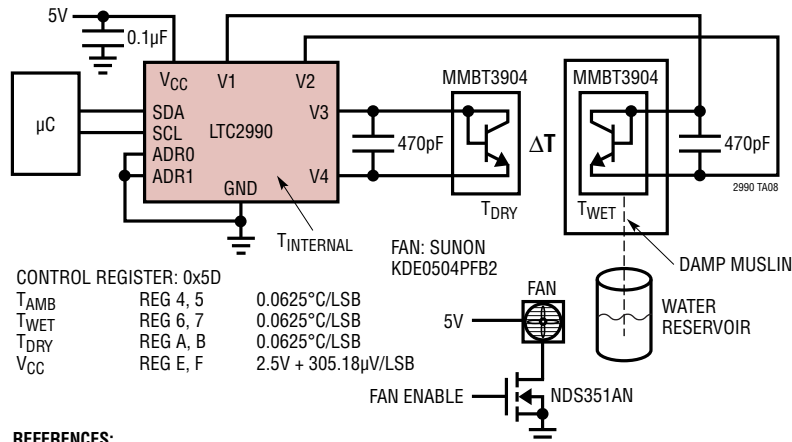 5V
0.1µF
VCC V1 V2
SDA
SCL
ADR0
ADR1
LTC2990
GND
V3
V4
µC
470pF
MMBT3904
TDRY
ΔT
MMBT3904
TWET
470pF
2990 TA08
TINTERNAL
DAMP MUSLIN
WATER
RESERVOIR
FAN: SUNON
KDE0504PFB2
FAN
5V
FAN ENABLE
NDS351AN
CONTROL REGISTER: 0x5D
TAMB REG 4, 5 0.0625°C/LSB
TWET REG 6, 7 0.0625°C/LSB
TDRY REG A, B 0.0625°C/LSB
VCC REG E, F 2.5V + 305.18µV/LSB
REFERENCES: